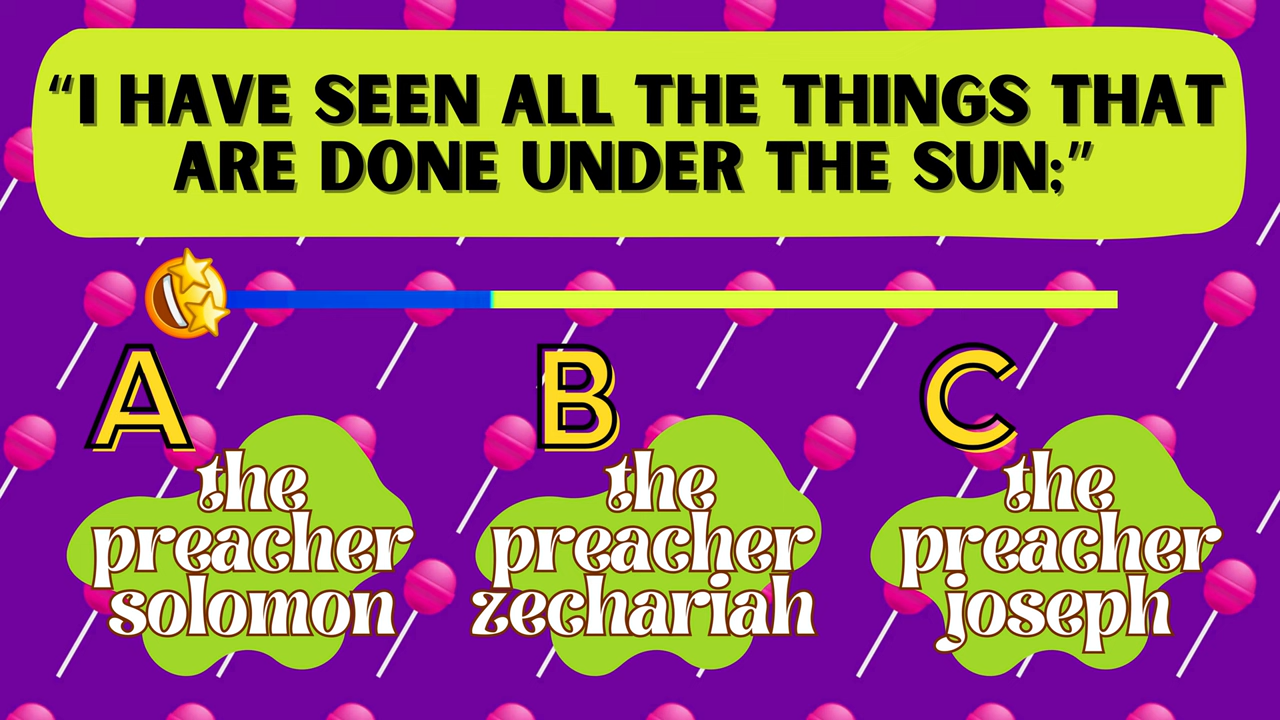 “I HAVE SEEN ALL THE THINGS THAT
ARE DONE UNDER THE SUN;”
A
the
preacher
solomon
B
the
preacher
zechariah
C
the
preacher
joseph